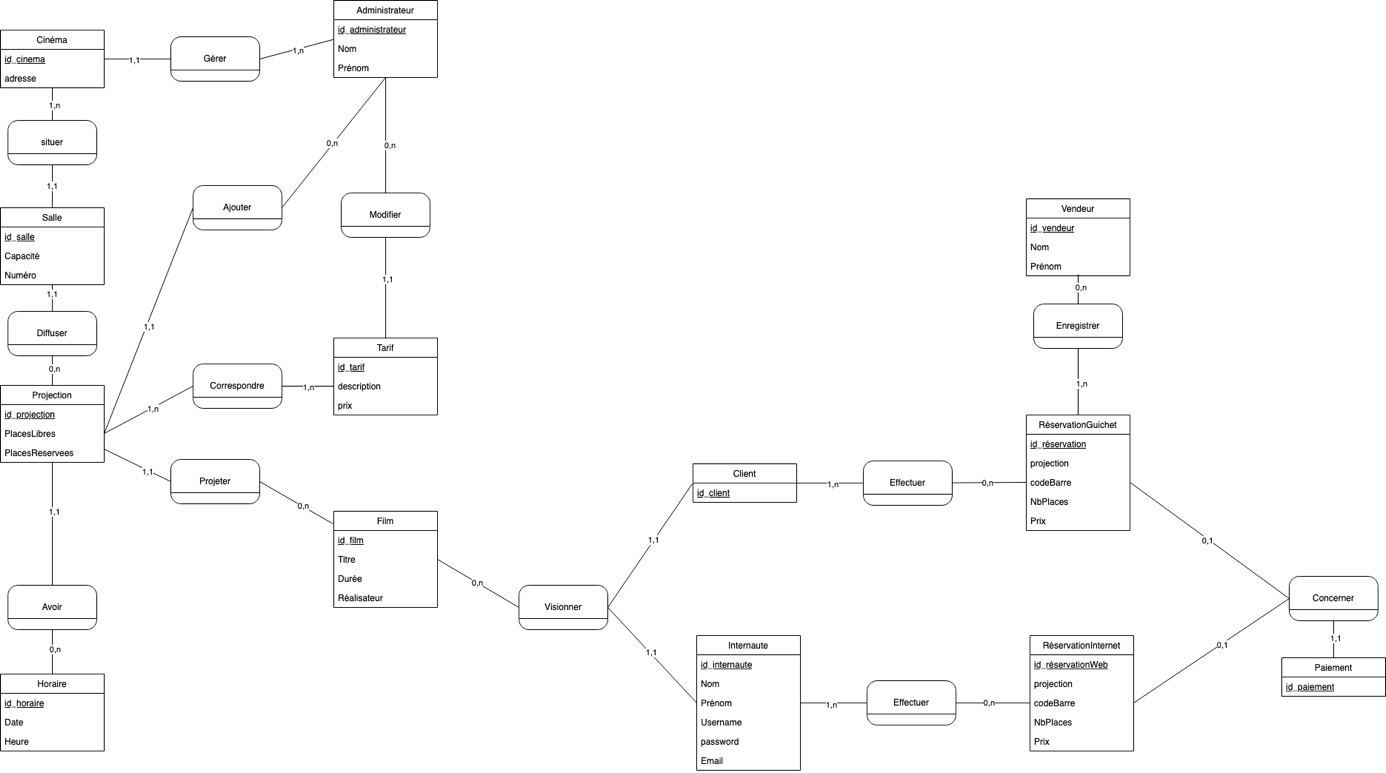 Administrateur
id_administrateur
Nom
Prénom
Cinéma
id_cinema
adresse
1,1
Gérer
1,n
1,n
situer
1,1
0,n
Ajouter
0,n
Modifier
1,1
1,1
Salle
id_salle
Capacité
Numéro
1,1
Diffuser
0,n
Vendeur
id_vendeur
Nom
Prénom
0,n
Enregistrer
1,n
Tarif
id_tarif
description
prix
Correspondre
1,n
1,n
Projection
id_projection
PlacesLibres
PlacesReservees
1,1
Projeter
0,n
1,1
Film
id_film
Titre
Durée
Réalisateur
0,n
Visionner
1,1
1,1
Client
id_client
1,n
Effectuer
0,n
RéservationGuichet
id_réservation
projection
codeBarre
NbPlaces
Prix
0,1
Concerner
0,1
1,1
Paiement
id_paiement
Avoir
0,n
Horaire
id_horaire
Date
Heure
Internaute
id_internaute
Nom
Prénom
Username
password
Email
1,n
Effectuer
0,n
RéservationInternet
id_réservationWeb
projection
codeBarre
NbPlaces
Prix